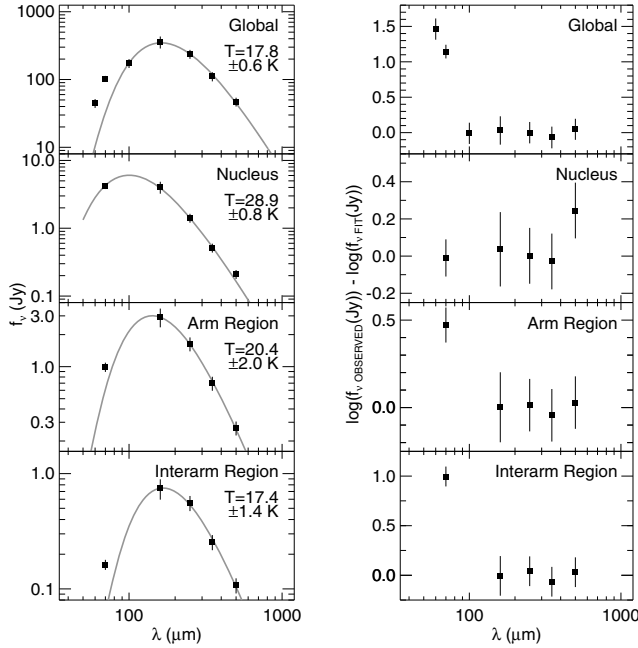 1000
100
10
Global
T=17.8
±0.6 K
10.0
1.0
0.1
Nucleus
T=28.9
±0.8 K
3.0
1.0
0.3
Arm Region
T=20.4
±2.0 K
1.0
0.1
Interarm Region
T=17.4
±1.4 K
fν (Jy)
100 1000
λ (μm)
1.5
1.0
0.5
0.0
Global
0.4
0.2
0.0
-0.2
Nucleus
0.5
0.0
Arm Region
1.0
0.5
0.0
Interarm Region
log(fν OBSERVED(Jy)) - log(fν FIT(Jy))
100 1000
λ (μm)